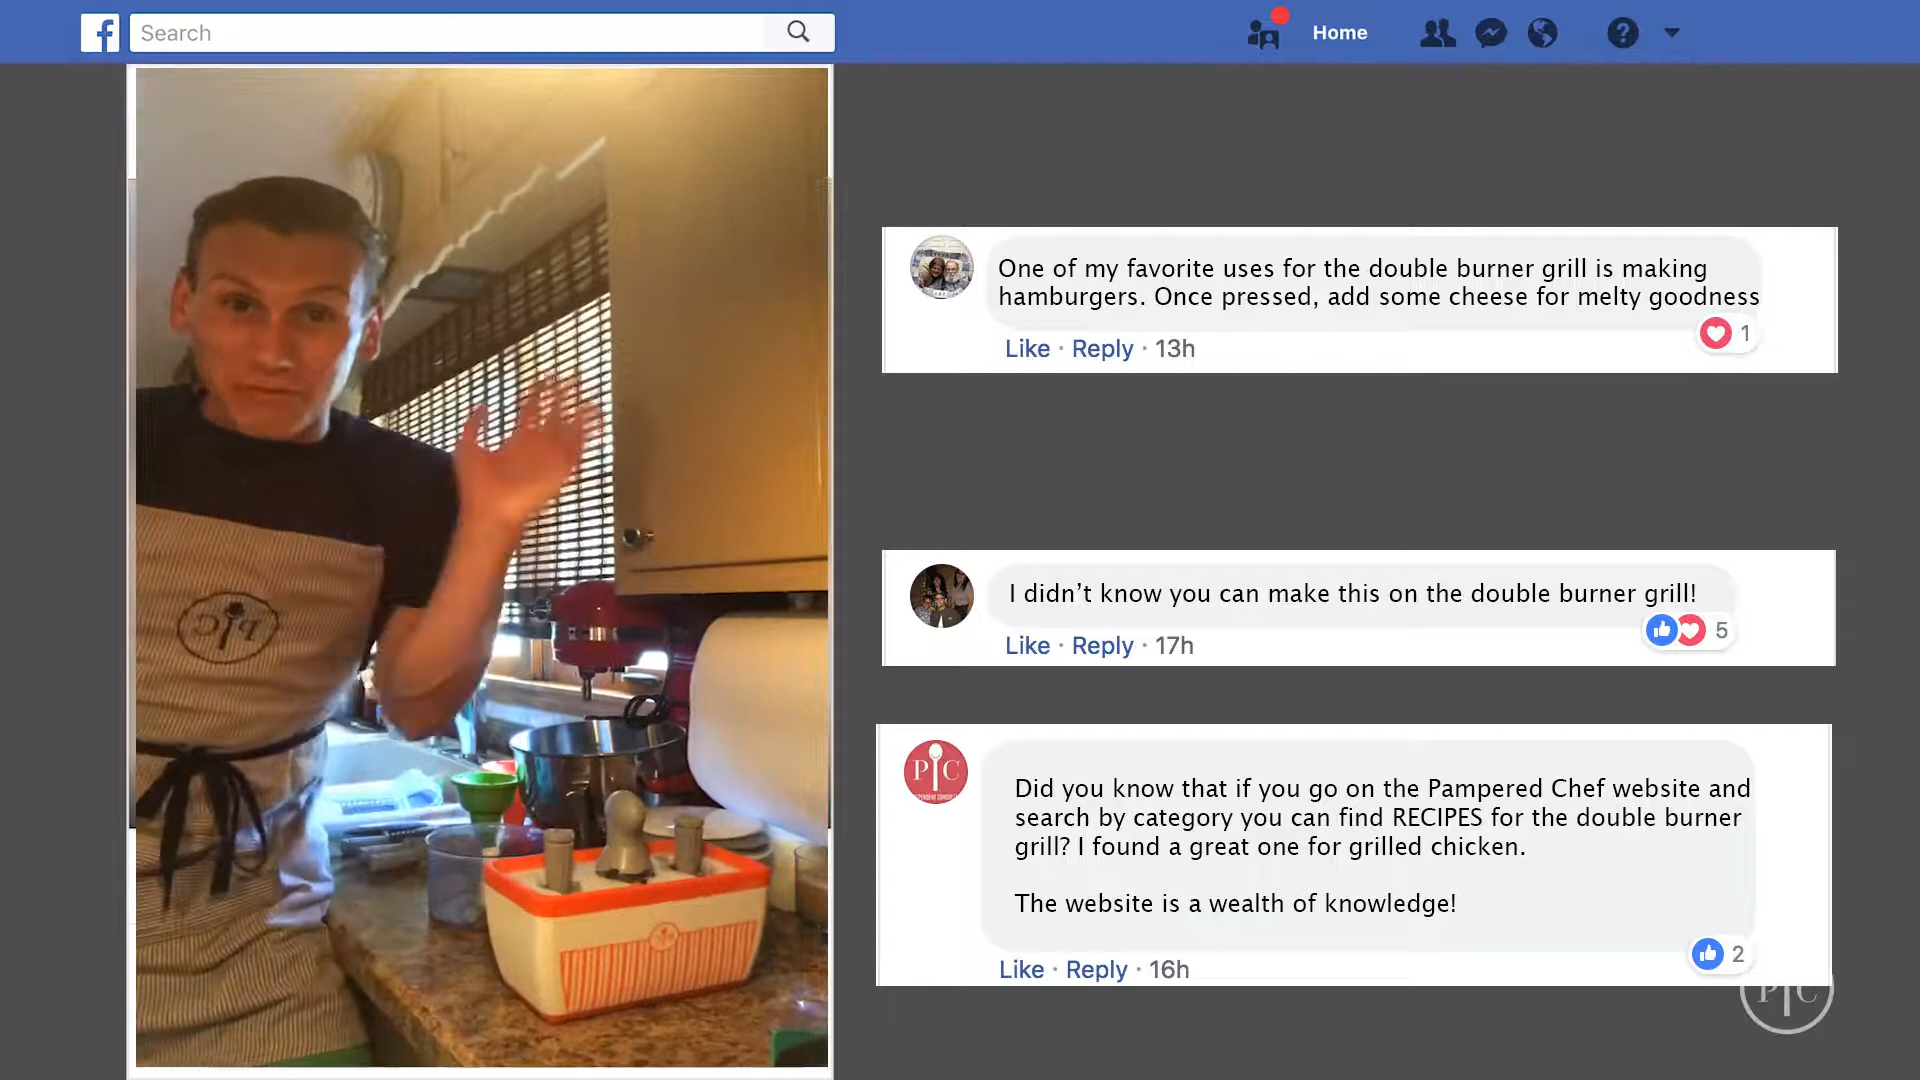 f
Search
Home
?
One of my favorite uses for the double burner grill is making
hamburgers. Once pressed, add some cheese for melty goodness
1
Like · Reply · 13h
I didn’t know you can make this on the double burner grill!
5
Like · Reply · 17h
PC
Did you know that if you go on the Pampered Chef website and
search by category you can find RECIPES for the double burner
grill? I found a great one for grilled chicken.
The website is a wealth of knowledge!
2
Like · Reply · 16h
PC
PC